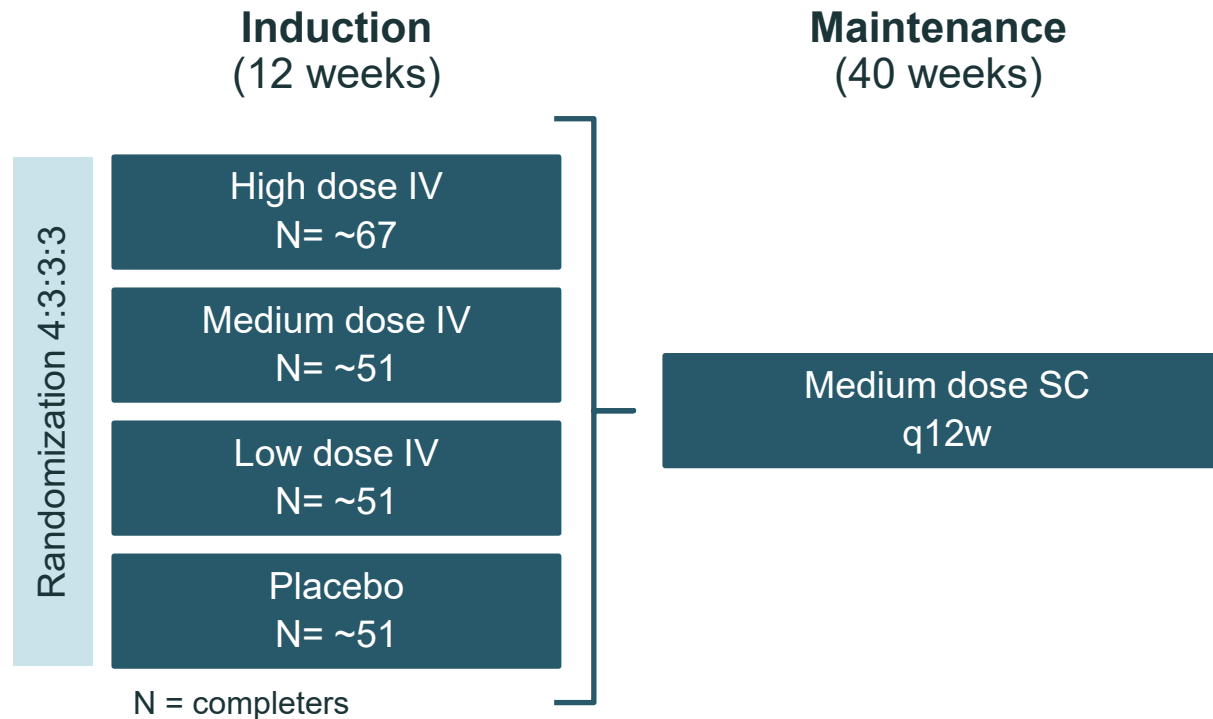 Induction
(12 weeks)
Maintenance
(40 weeks)
Randomization 4:3:3:3
High dose IV
N= ~67
Medium dose IV
N= ~51
Low dose IV
N= ~51
Placebo
N= ~51
N = completers
Medium dose SC
q12w